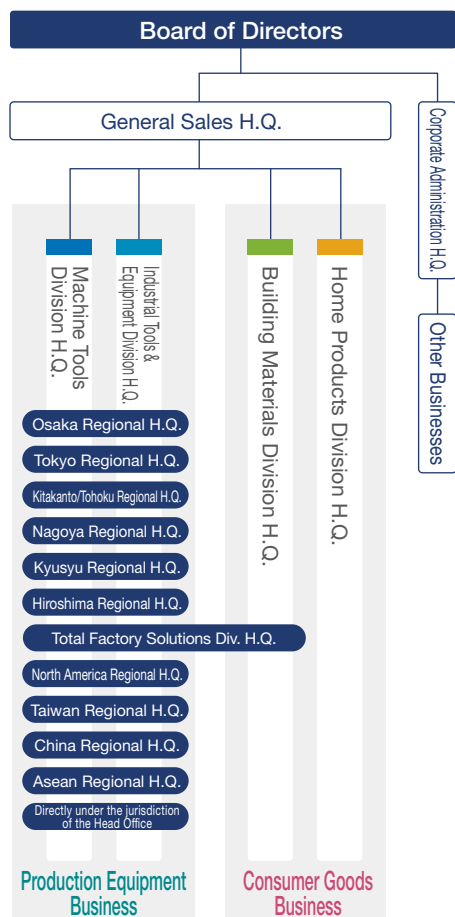 Board of Directors
General Sales H.Q.
Corporate Administration H.Q.
Other Businesses
Machine Tools
Division H.Q.
Industrial Tools &
Equipment Division H.Q.
Building Materials Division H.Q.
Home Products Division H.Q.
Osaka Regional H.Q.
Tokyo Regional H.Q.
Kitakanto/Tohoku Regional H.Q.
Nagoya Regional H.Q.
Kyusyu Regional H.Q.
Hiroshima Regional H.Q.
Total Factory Solutions Div. H.Q.
North America Regional H.Q.
Taiwan Regional H.Q.
China Regional H.Q.
Asean Regional H.Q.
Directly under the jurisdiction
of the Head Office
Production Equipment
Business
Consumer Goods
Business